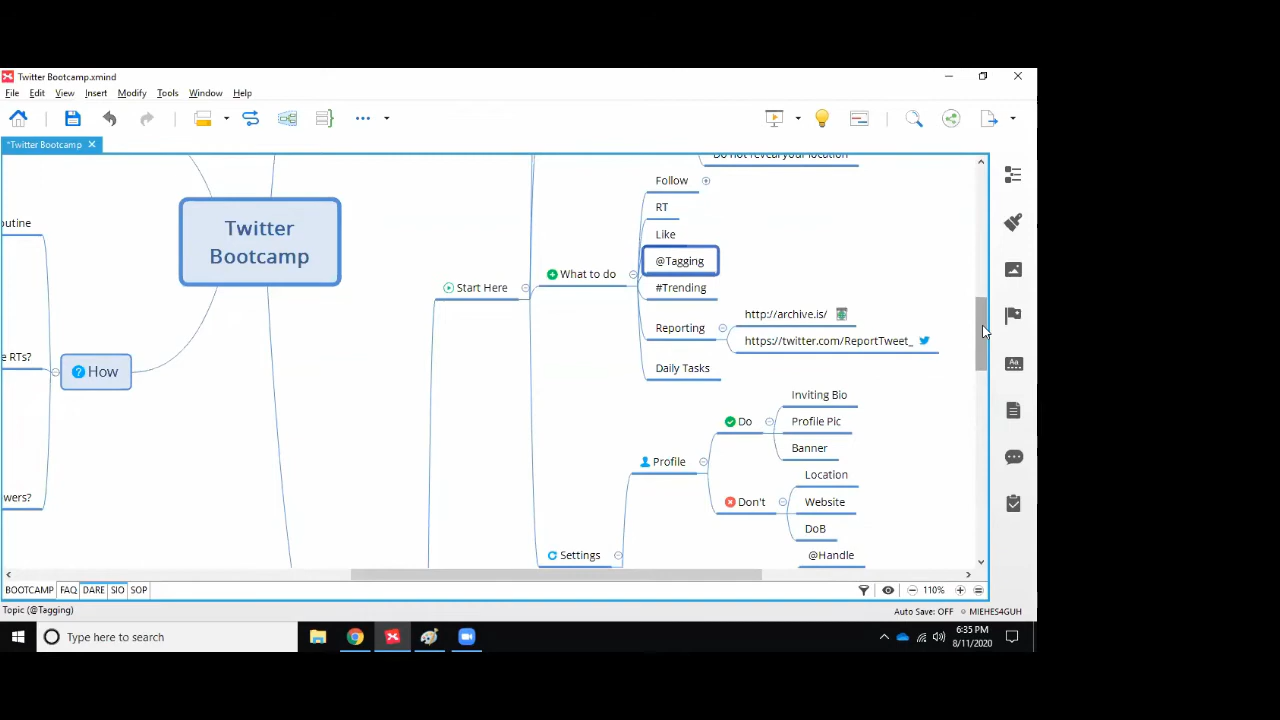 Twitter Bootcamp.xmind
File Edit View Insert Modify Tools Window Help
*Twitter Bootcamp
Do not reveal your location
Follow
RT
Like
@Tagging
#Trending
Reporting
http://archive.is/
https://twitter.com/ReportTweet_
Daily Tasks
What to do
Start Here
Twitter
Bootcamp
outine
e RTs?
How
wers?
Inviting Bio
Do
Profile Pic
Banner
Profile
Location
Don't
Website
DoB
Settings
@Handle
BOOTCAMP FAQ DARE SIO SOP
110%
Topic (@Tagging)
Auto Save: OFF
MIEHES4GUH
Type here to search
6:35 PM
8/11/2020